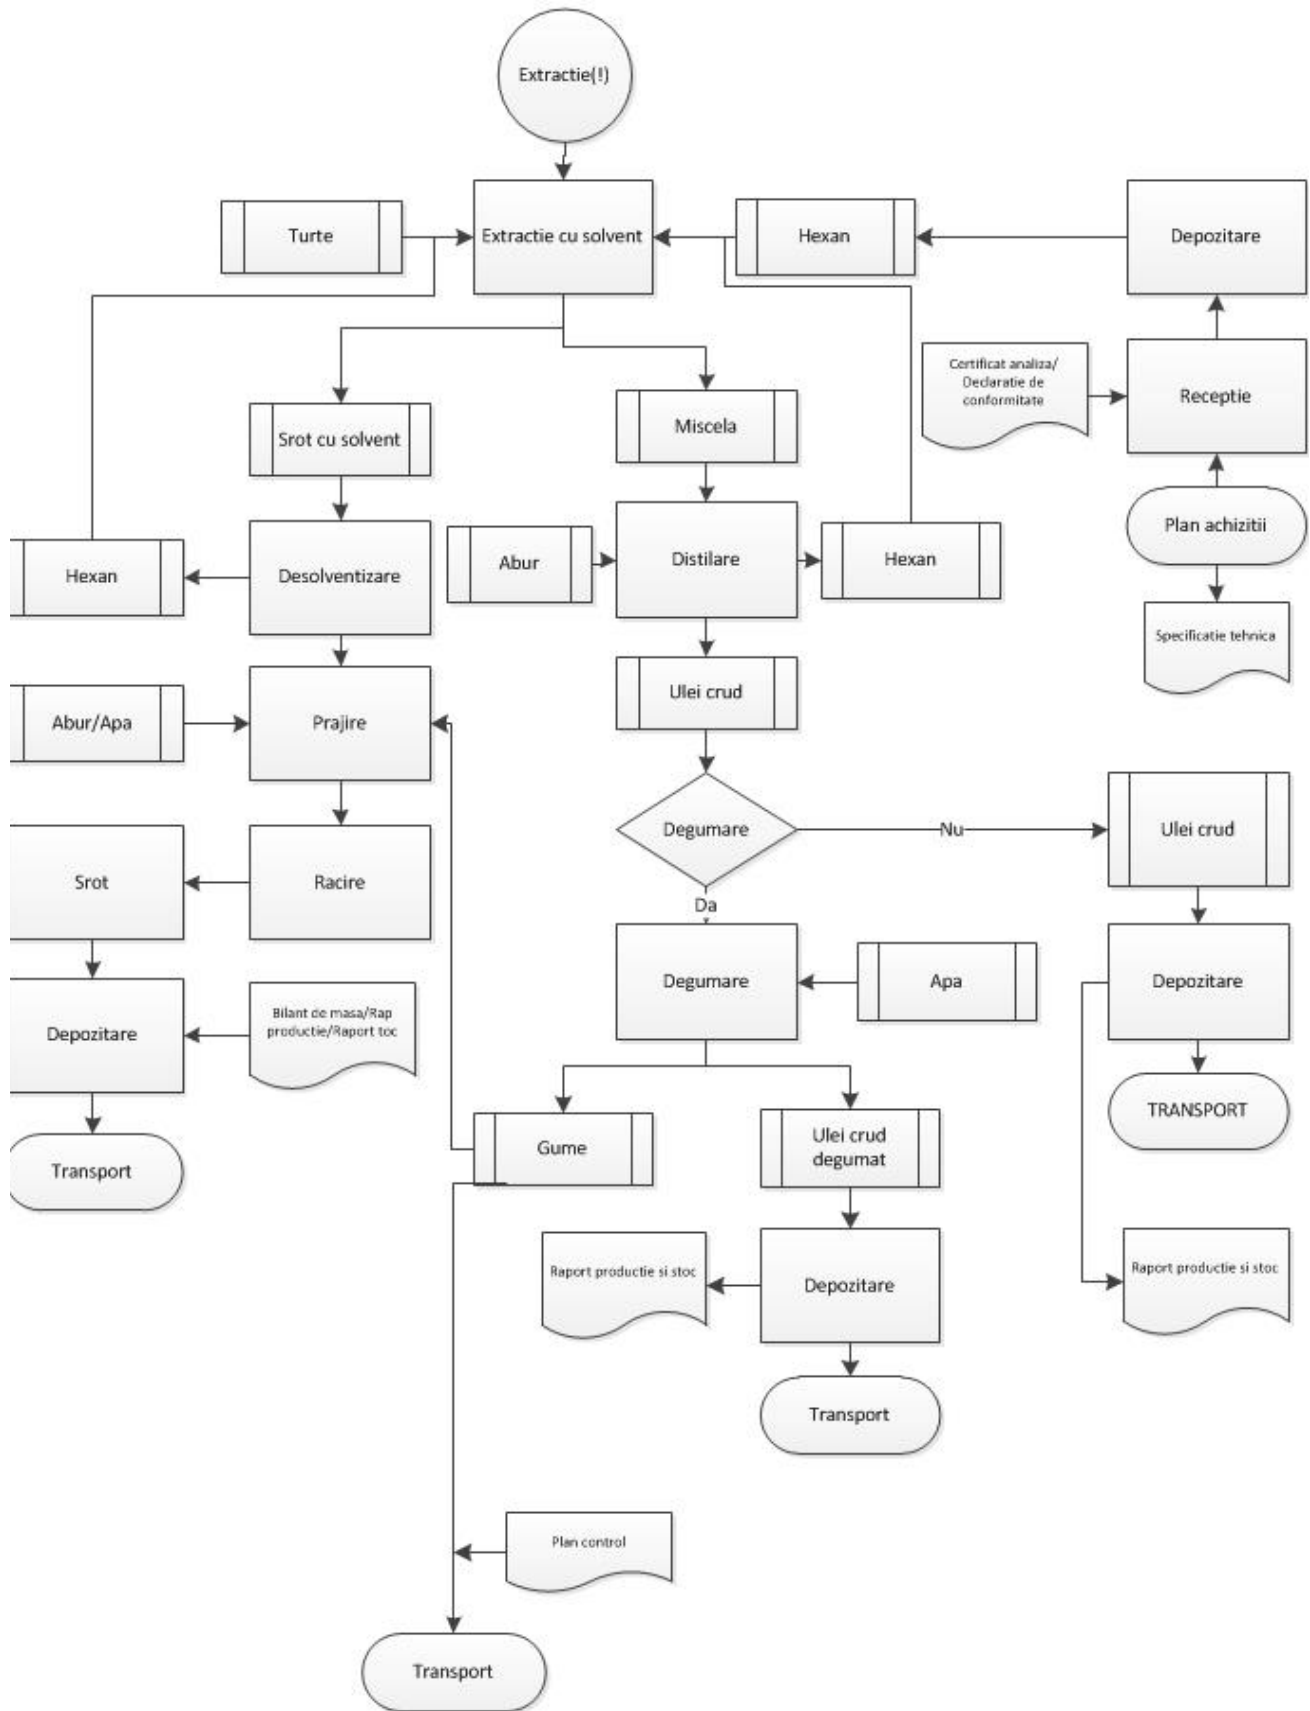 Extractie(!)
Turte
Extractie cu solvent
Hexan
Depozitare
Certificat analiza/
Declaratie de
conformitate
Receptie
Srot cu solvent
Miscela
Plan achizitii
Hexan
Desolventizare
Abur
Distilare
Hexan
Specificatie tehnica
Abur/Apa
Prajire
Ulei crud
Degumare
Nu
Ulei crud
Srot
Racire
Da
Degumare
Apa
Depozitare
Depozitare
Bilant de masa/Rap
productie/Raport toc
TRANSPORT
Transport
Gume
Ulei crud
degumat
Raport productie si stoc
Depozitare
Raport productie si stoc
Transport
Plan control
Transport